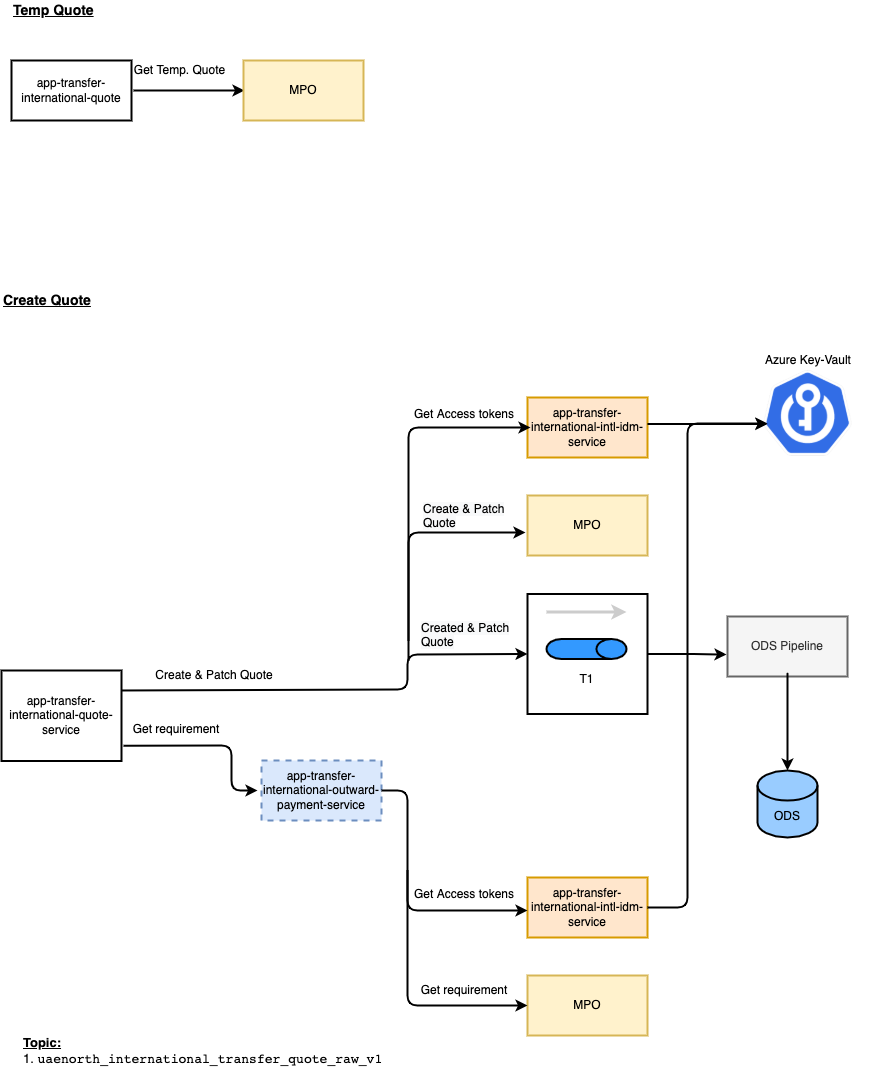 Temp Quote
Get Temp. Quote
app-transfer-
international-quote
MPO
Create Quote
Azure Key-Vault
Get Access tokens
app-transfer-
international-intl-idm-
service
Create & Patch
Quote
MPO
Created & Patch
Quote
T1
ODS Pipeline
Create & Patch Quote
app-transfer-
international-quote-
service
Get requirement
app-transfer-
international-outward-
payment-service
ODS
Get Access tokens
app-transfer-
international-intl-idm-
service
Get requirement
MPO
Topic:
1. uaenorth_international_transfer_quote_raw_v1